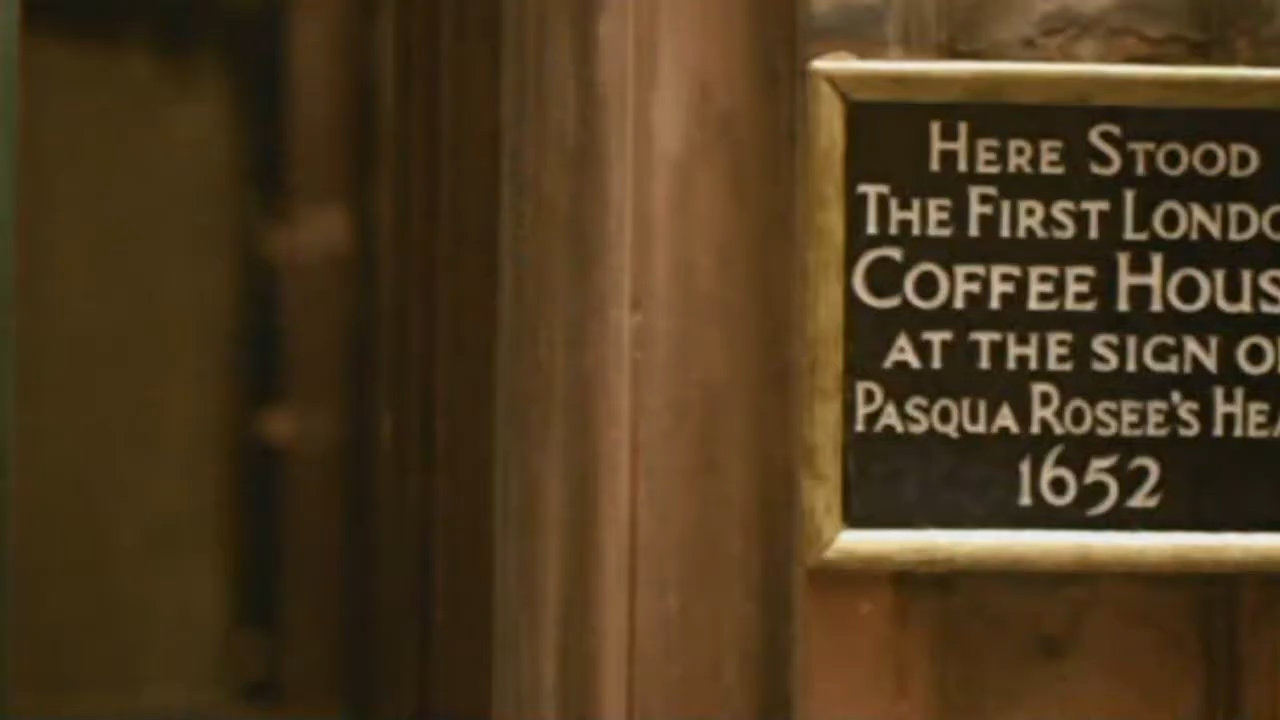 HERE STOOD
THE FIRST LONDO
COFFEE HOUS
AT THE SIGN O
PASQUA ROSEE'S HEA
1652